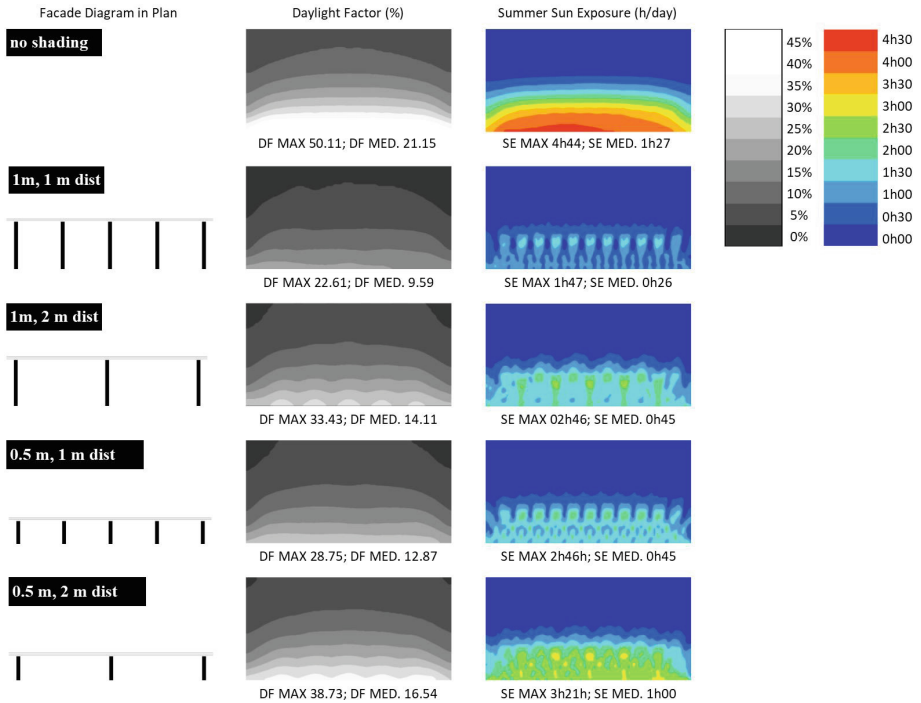 Facade Diagram in Plan
Daylight Factor (%)
Summer Sun Exposure (h/day)
no shading
DF MAX 50.11; DF MED. 21.15
SE MAX 4h44; SE MED. 1h27
1m, 1 m dist
DF MAX 22.61; DF MED. 9.59
SE MAX 1h47; SE MED. 0h26
1m, 2 m dist
DF MAX 33.43; DF MED. 14.11
SE MAX 02h46; SE MED. 0h45
0.5 m, 1 m dist
DF MAX 28.75; DF MED. 12.87
SE MAX 2h46h; SE MED. 0h45
0.5 m, 2 m dist
DF MAX 38.73; DF MED. 16.54
SE MAX 3h21h; SE MED. 1h00
45%
40%
35%
30%
25%
20%
15%
10%
5%
0%
4h30
4h00
3h30
3h00
2h30
2h00
1h30
1h00
0h30
0h00